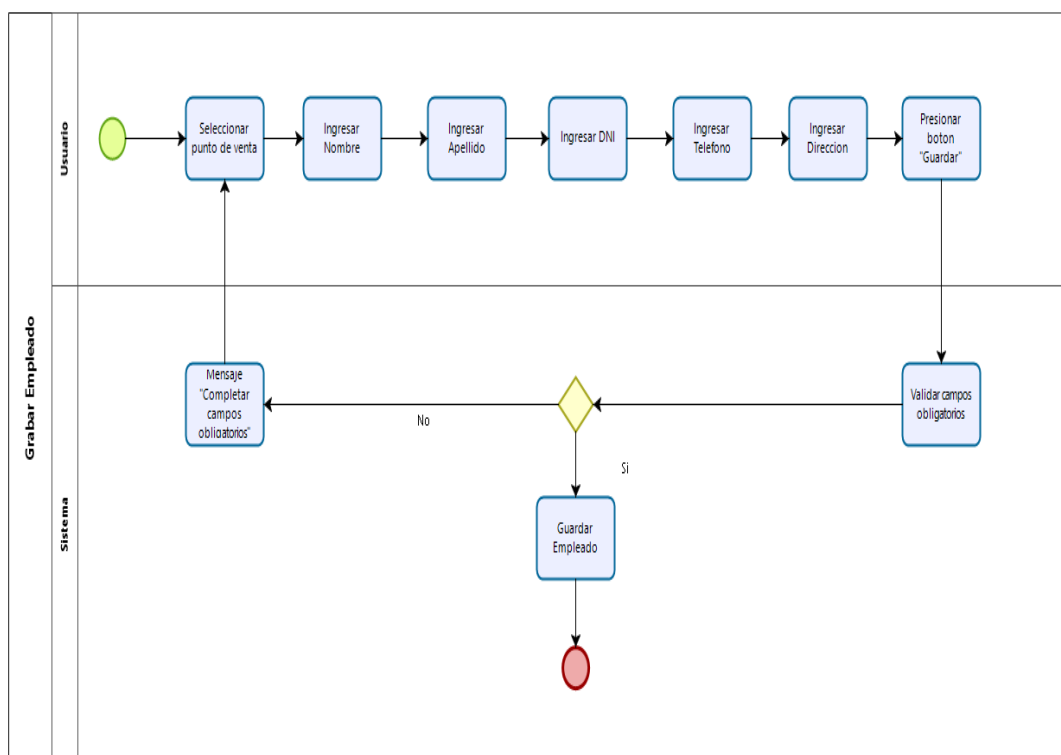 Grabar Empleado
Usuario
Seleccionar
punto de venta
Ingresar
Nombre
Ingresar
Apellido
Ingresar DNI
Ingresar
Telefono
Ingresar
Direccion
Presionar
boton
"Guardar"
Sistema
Mensaje
"Completar
campos
obligatorios"
No
Si
Validar campos
obligatorios
Guardar
Empleado